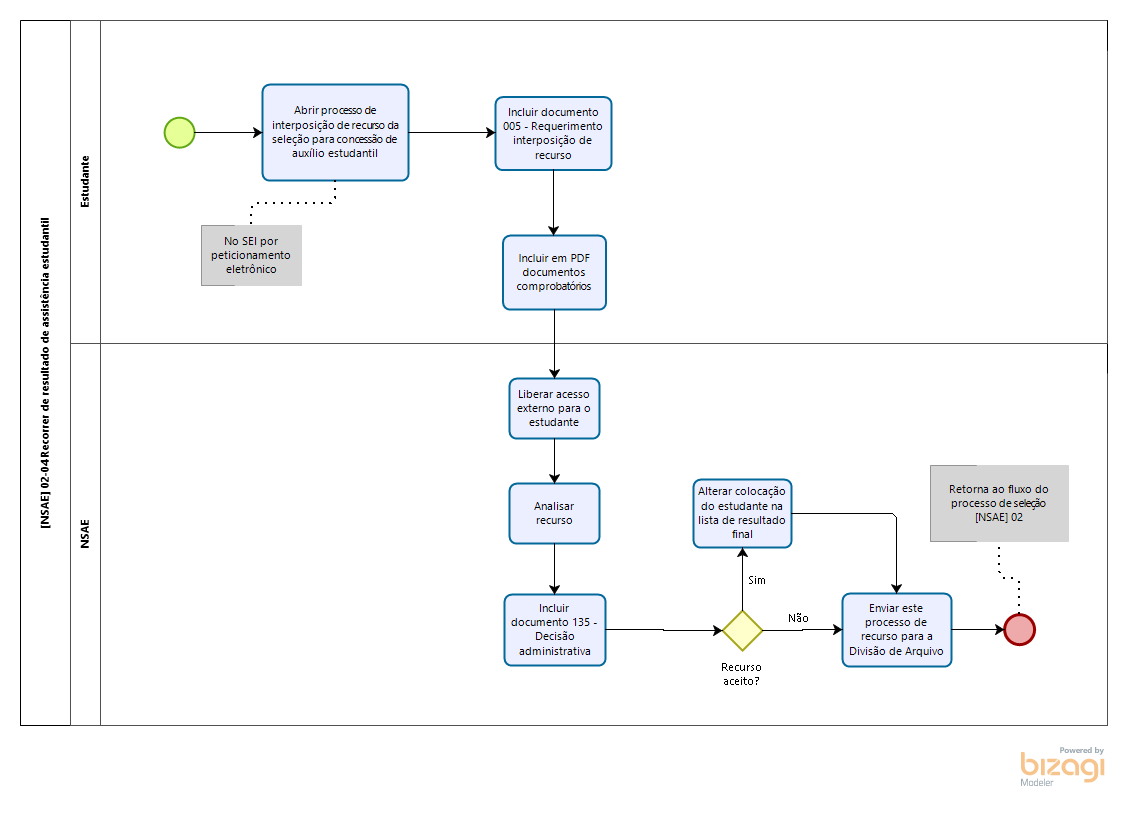 [NSAE] 02-04 Recorrer de resultado de assistência estudantil
Estudante
Abrir processo de
interposição de recurso da
seleção para concessão de
auxílio estudantil
Incluir documento
005 - Requerimento
interposição de
recurso
No SEI por
peticionamento
eletrônico
Incluir em PDF
documentos
comprobatórios
NSAE
Liberar acesso
externo para o
estudante
Analisar
recurso
Incluir
documento 135 -
Decisão
administrativa
Recurso
aceito?
Sim
Não
Alterar colocação
do estudante na
lista de resultado
final
Enviar este
processo de
recurso para a
Divisão de Arquivo
Retorna ao fluxo do
processo de seleção
[NSAE] 02
Powered by
bizagi
Modeler